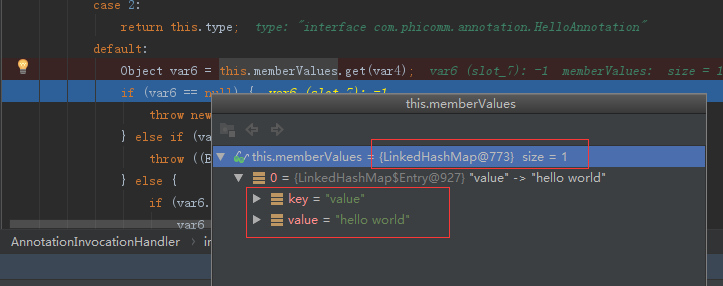 case 2:
return this.type;  type: "interface com.phicomm.annotation.HelloAnnotation"
default:
Object var6 = this.memberValues.get(var4);  var6 (slot_7): -1  memberValues:  size = 1
if (var6 == null) {  var6 (slot_7): -1
this.memberValues
throw new
} else if (va
this.memberValues = {LinkedHashMap@773}  size = 1
throw ((E
0 = {LinkedHashMap$Entry@927} "value" -> "hello world"
} else {
key = "value"
if (var6.
value = "hello world"
var6
AnnotationInvocationHandler › in